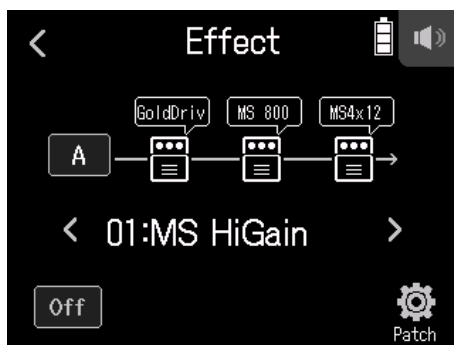 Effect
GoldDriv MS 800 MS4x12
A
01:MS HiGain
Off
Patch